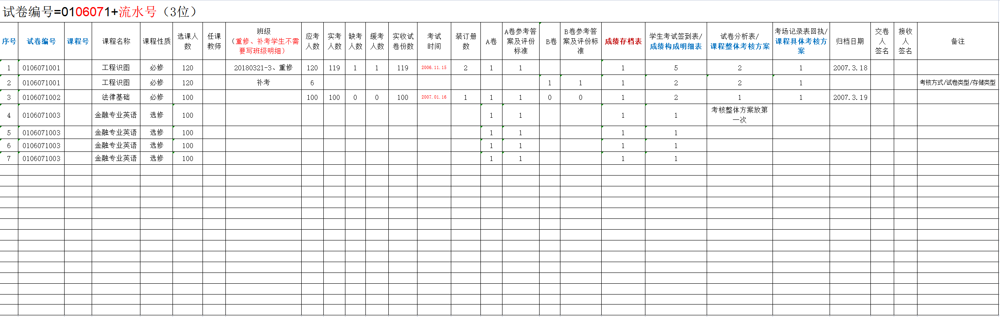 试卷编号=0106071+流水号（3位）
序号 试卷编号 课程号 课程名称 课程性质 选课人数 任课教师 班级（重修、补考学生不需要写班级明细） 应考人数 实考人数 缺考人数 缓考人数 实收试卷份数 考试时间 装订册数 A卷 A卷参考答案及评份标准 B卷 B卷参考答案及评份标准 成绩存档表 学生考试签到表/成绩构成明细表 试卷分析表/课程整体考核方案 考场记录表回执/课程具体考核方案 归档日期 交卷人签名 接收人签名 备注
1 0106071001 工程识图 必修 120 20180321-3、重修 120 119 1 1 119 2006.11.15 2 1 1 1 5 2 1 2007.3.18
2 0106071001 工程识图 必修 120 补考 6 1 1 1 2 2 1 考核方式/试卷类型/存储类型
3 0106071002 法律基础 必修 100 100 100 0 0 100 2007.01.16 1 1 1 0 0 1 2 1 1 2007.3.19
4 0106071003 金融专业英语 选修 100 1 1 1 1 考核整体方案放第一次
5 0106071003 金融专业英语 选修 100 1 1 1 1
6 0106071003 金融专业英语 选修 100 1 1 1 1
7 0106071003 金融专业英语 选修 100 1 1 1 1